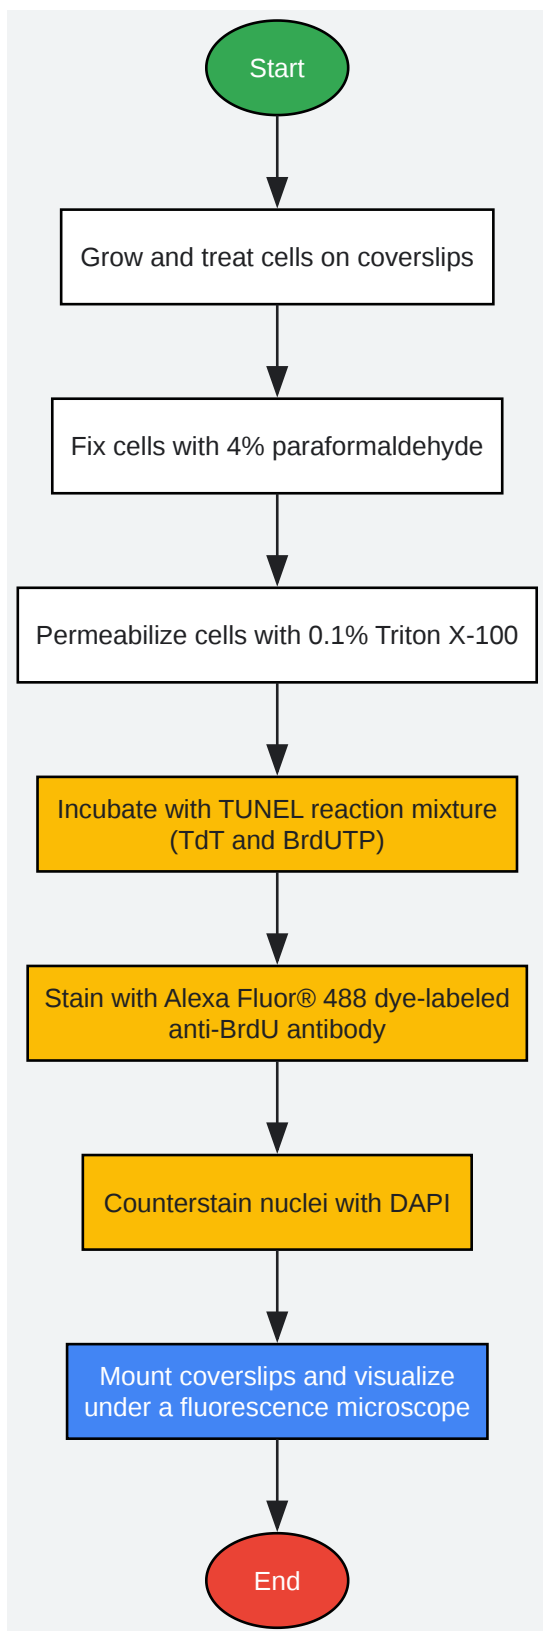 Start
Grow and treat cells on coverslips
Fix cells with 4% paraformaldehyde
Permeabilize cells with 0.1% Triton X-100
Incubate with TUNEL reaction mixture
(TdT and BrdUTP)
Stain with Alexa Fluor® 488 dye-labeled
anti-BrdU antibody
Counterstain nuclei with DAPI
Mount coverslips and visualize
under a fluorescence microscope
End